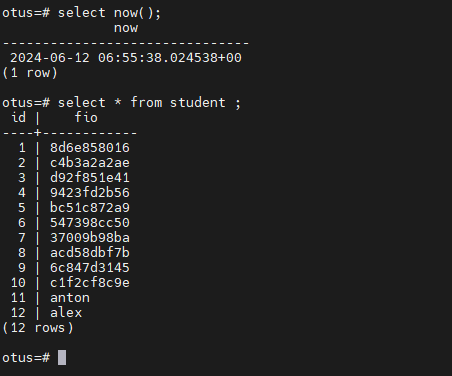 otus=# select now();
              now
-------------------------------
 2024-06-12 06:55:38.024538+00
(1 row)

otus=# select * from student ;
 id |    fio
----+------------
  1 | 8d6e858016
  2 | c4b3a2a2ae
  3 | d92f851e41
  4 | 9423fd2b56
  5 | bc51c872a9
  6 | 547398cc50
  7 | 37009b98ba
  8 | acd58dbf7b
  9 | 6c847d3145
 10 | c1f2cf8c9e
 11 | anton
 12 | alex
(12 rows)

otus=#